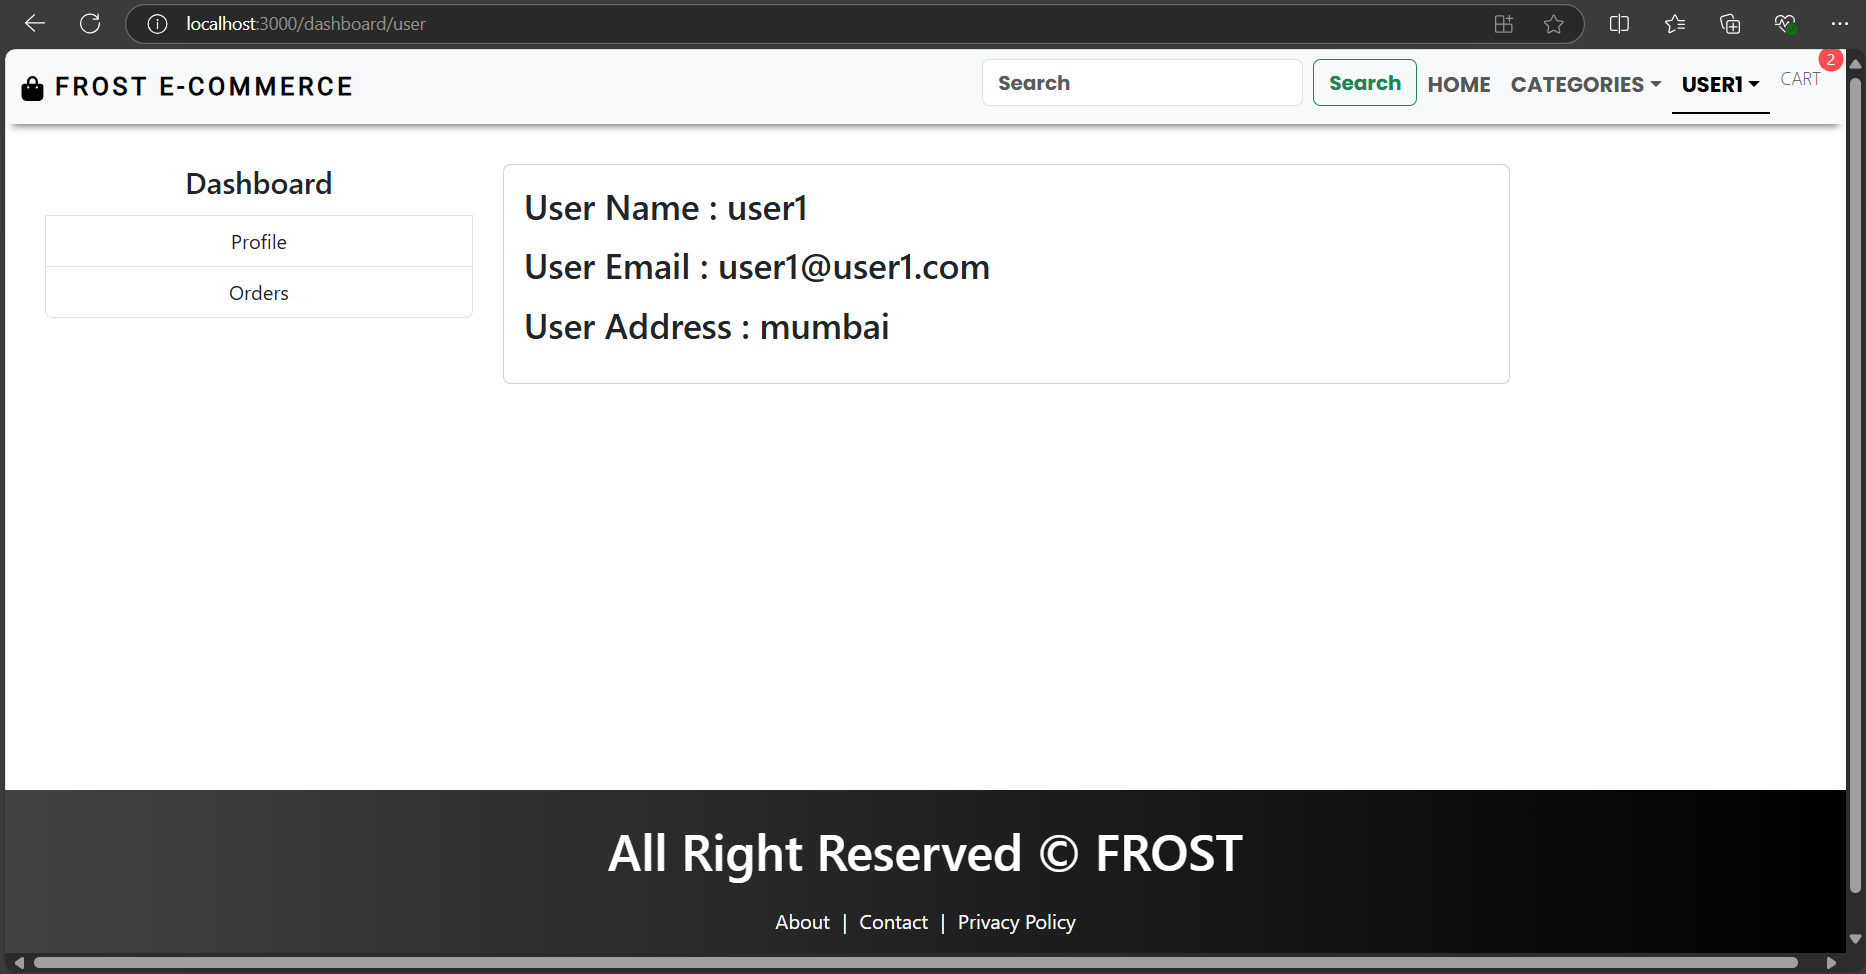 localhost:3000/dashboard/user
FROST E-COMMERCE
Search
Search
HOME
CATEGORIES
USER1
CART
2
Dashboard
Profile
Orders
User Name : user1
User Email : user1@user1.com
User Address : mumbai
All Right Reserved © FROST
About | Contact | Privacy Policy